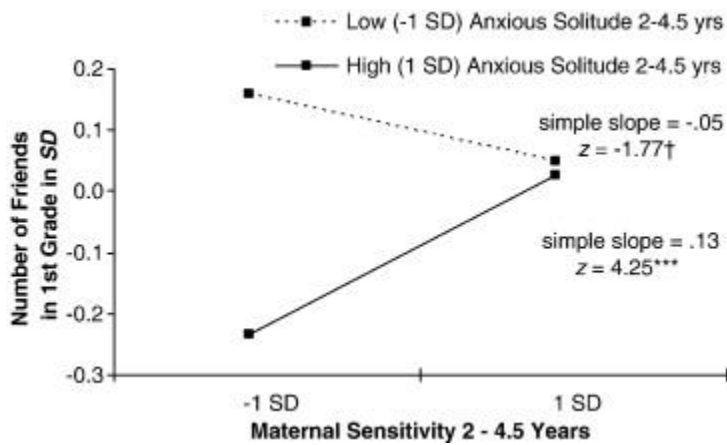 Low (-1 SD) Anxious Solitude 2-4.5 yrs
High (1 SD) Anxious Solitude 2-4.5 yrs
Number of Friends
in 1st Grade in SD
0.2
0.1
0.0
-0.1
-0.2
-0.3
simple slope = -.05
z = -1.77†
simple slope = .13
z = 4.25***
-1 SD
1 SD
Maternal Sensitivity 2 - 4.5 Years